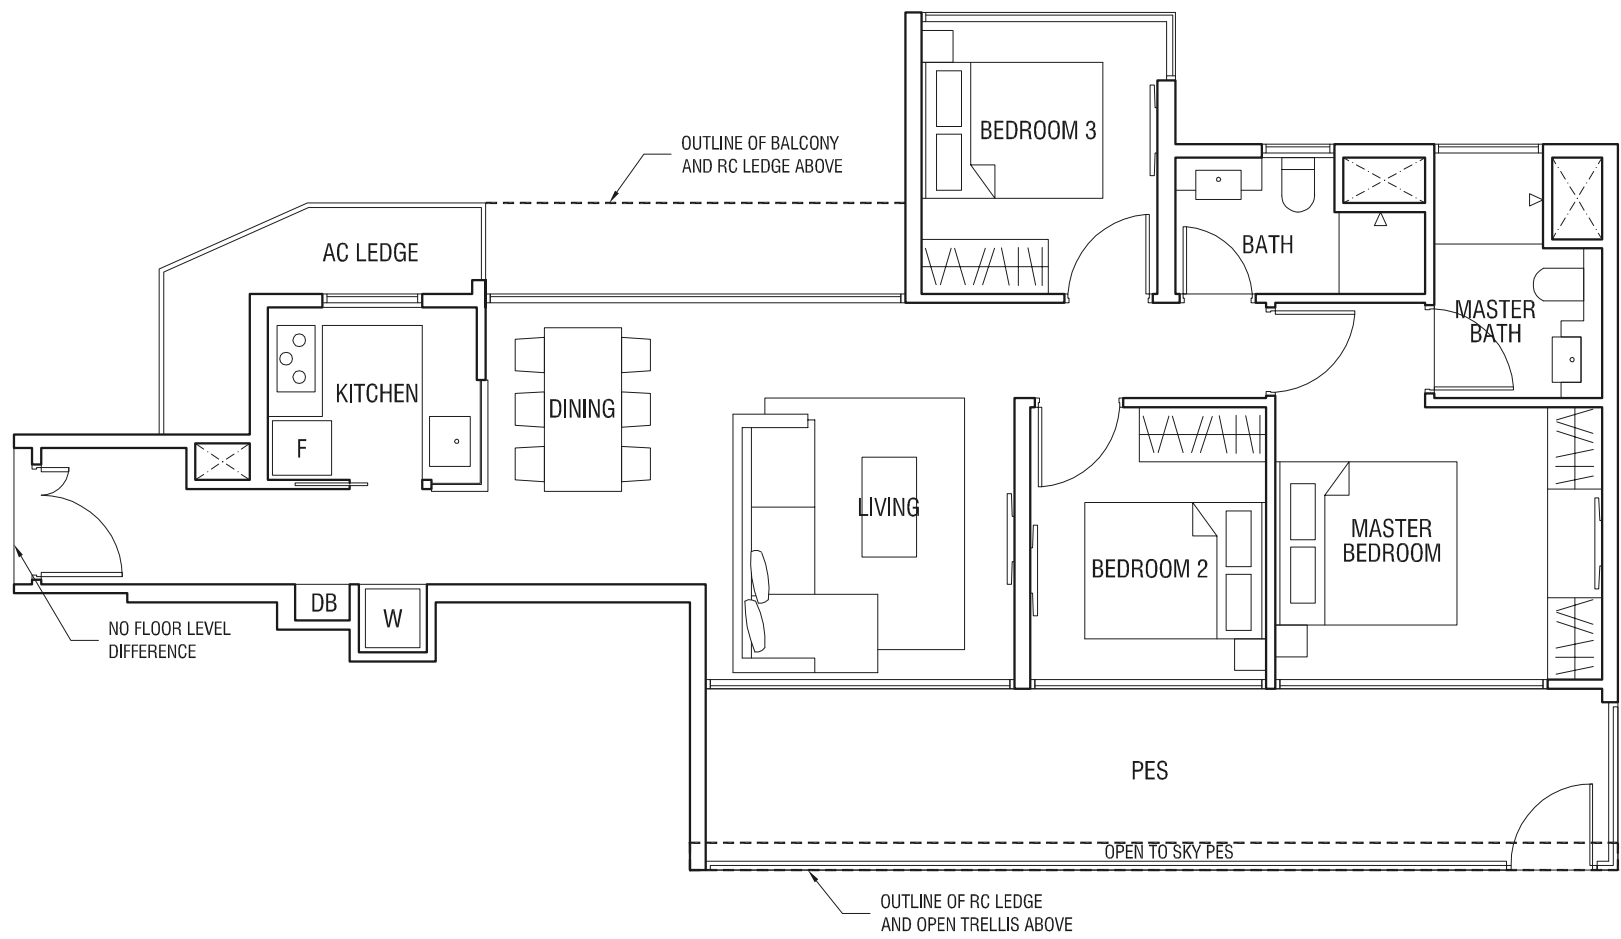 BEDROOM 3
OUTLINE OF BALCONY
AND RC LEDGE ABOVE
AC LEDGE
BATH
MASTER
BATH
KITCHEN
DINING
F
LIVING
MASTER
BEDROOM
BEDROOM 2
DB
W
NO FLOOR LEVEL
DIFFERENCE
PES
OPEN TO SKY PES
OUTLINE OF RC LEDGE
AND OPEN TRELLIS ABOVE